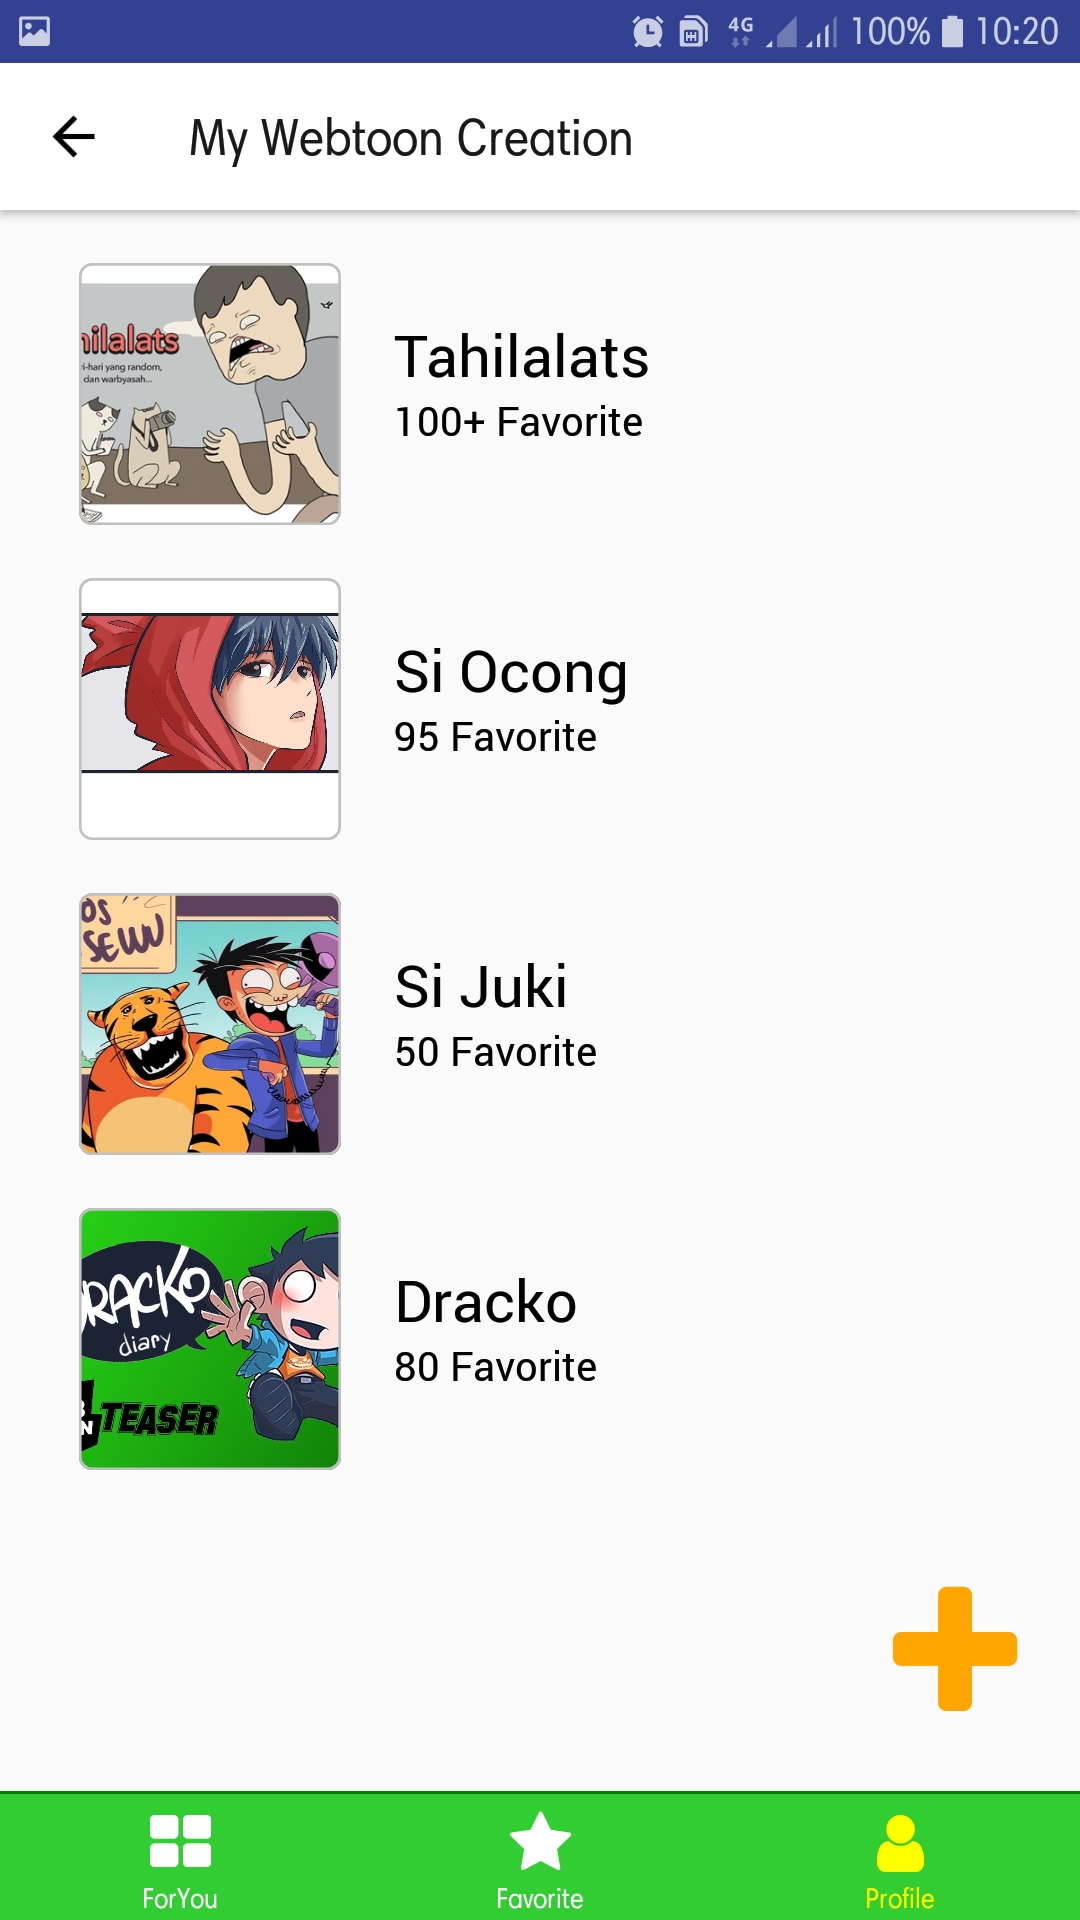 4G 100% 10:20
My Webtoon Creation
hilalats
i-hari yang random,
dan warbyasah...
Tahilalats
100+ Favorite
Si Ocong
95 Favorite
OS
SEWU
Si Juki
50 Favorite
RACKO
diary
TEASER
N
Dracko
80 Favorite
ForYou
Favorite
Profile